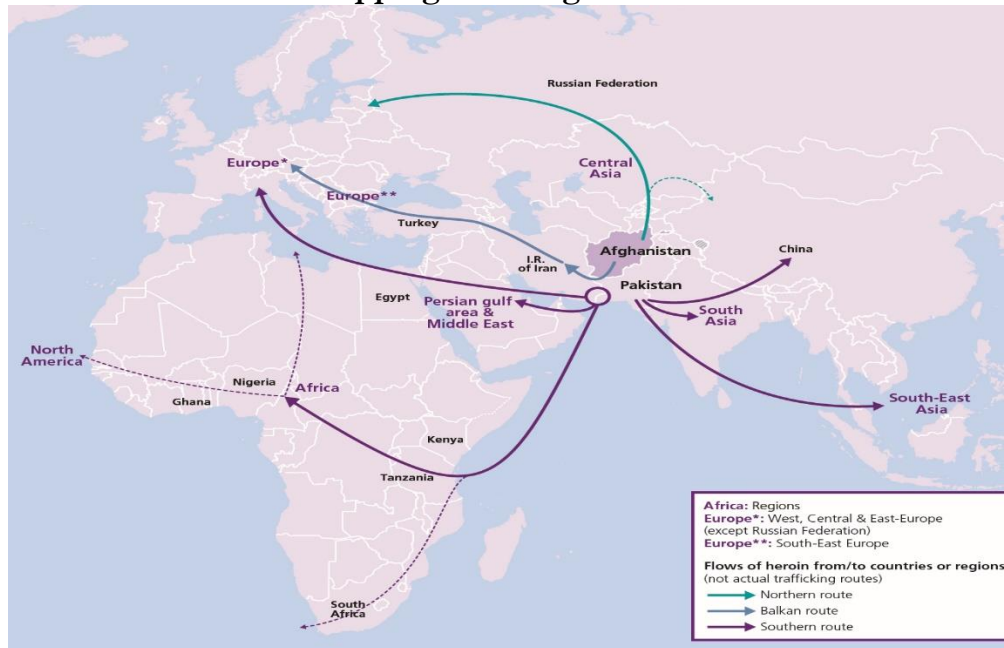 Russian Federation
Central
Asia
Europe*
Europe**
Turkey
China
Afghanistan
I.R.
of Iran
Pakistan
Egypt
Persian gulf
area &
Middle East
South
Asia
North
America
Nigeria
Africa
Ghana
South-East
Asia
Kenya
Tanzania
South
Africa
Africa: Regions
Europe*: West, Central & East-Europe
(except Russian Federation)
Europe**: South-East Europe
Flows of heroin from/to countries or regions
(not actual trafficking routes)
Northern route
Balkan route
Southern route